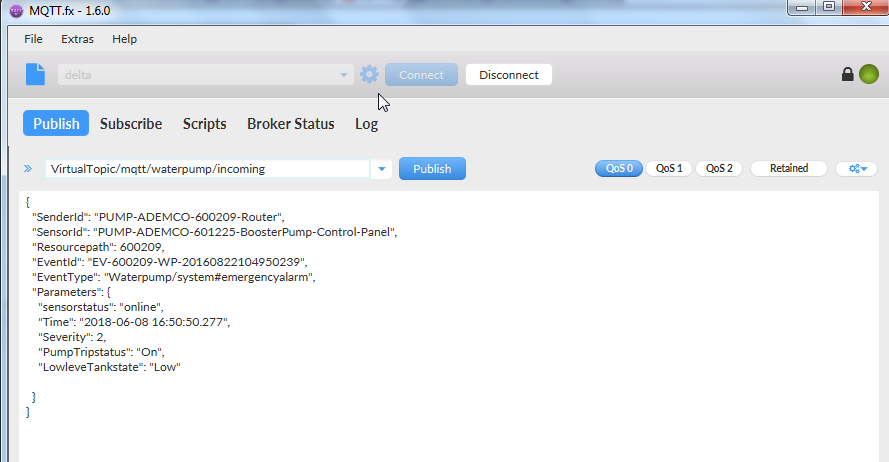 MQTT.fx - 1.6.0
File Extras Help
delta Connect Disconnect
Publish Subscribe Scripts Broker Status Log
VirtualTopic/mqtt/waterpump/incoming Publish QoS 0 QoS 1 QoS 2 Retained
{
"SenderId": "PUMP-ADEMCO-600209-Router",
"SensorId": "PUMP-ADEMCO-601225-BoosterPump-Control-Panel",
"Resourcepath": 600209,
"EventId": "EV-600209-WP-20160822104950239",
"EventType": "Waterpump/system#emergencyalarm",
"Parameters": {
"sensorstatus": "online",
"Time": "2018-06-08 16:50:50.277",
"Severity": 2,
"PumpTripstatus": "On",
"LowleveTankstate": "Low"
}
}